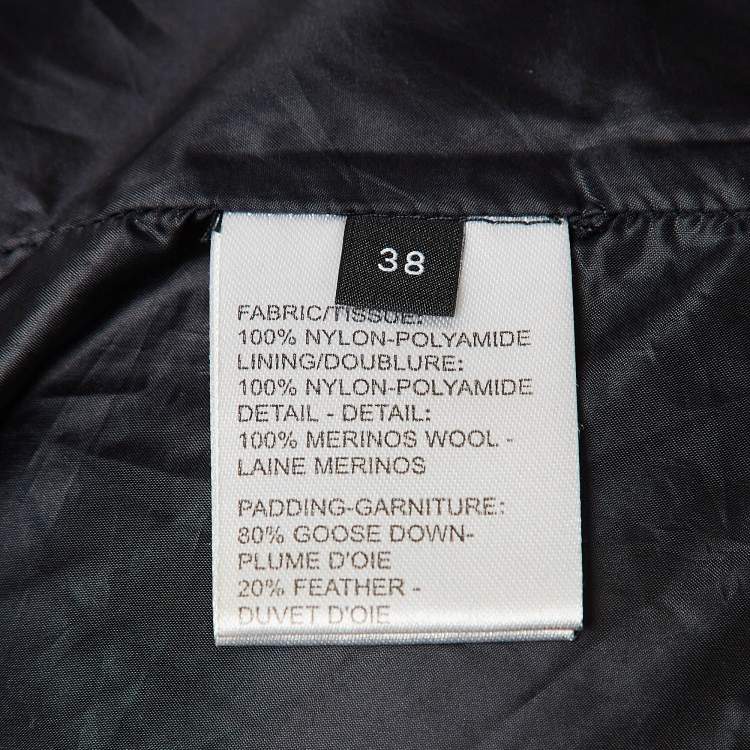 38
FABRIC/TISSUE:
100% NYLON-POLYAMIDE
LINING/DOUBLURE:
100% NYLON-POLYAMIDE
DETAIL - DETAIL:
100% MERINOS WOOL -
LAINE MERINOS
PADDING-GARNITURE:
80% GOOSE DOWN-
PLUME D'OIE
20% FEATHER -
DUVET D'OIE